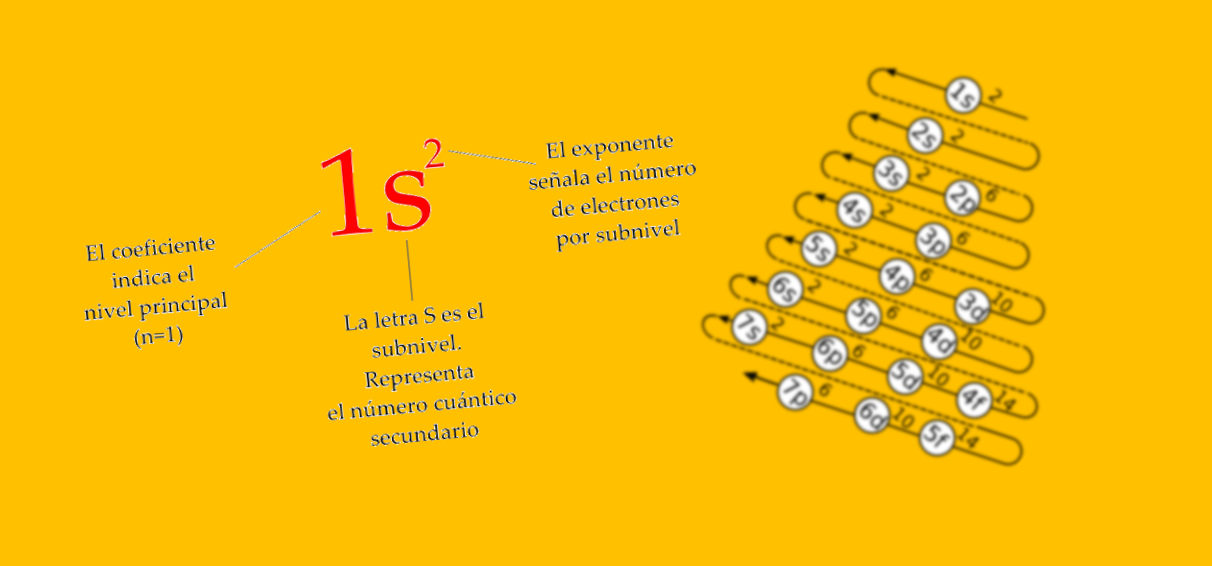 1s²
El coeficiente
indica el
nivel principal
(n=1)
La letra S es el
subnivel.
Representa
el número cuántico
secundario
El exponente
señala el número
de electrones
por subnivel
1s 2
2s 2
3s 2 2p 6
4s 2 3p 6
5s 2 4p 6 3d 10
6s 2 5p 6 4d 10
7s 2 6p 6 5d 10 4f 14
7p 6 6d 10 5f 14